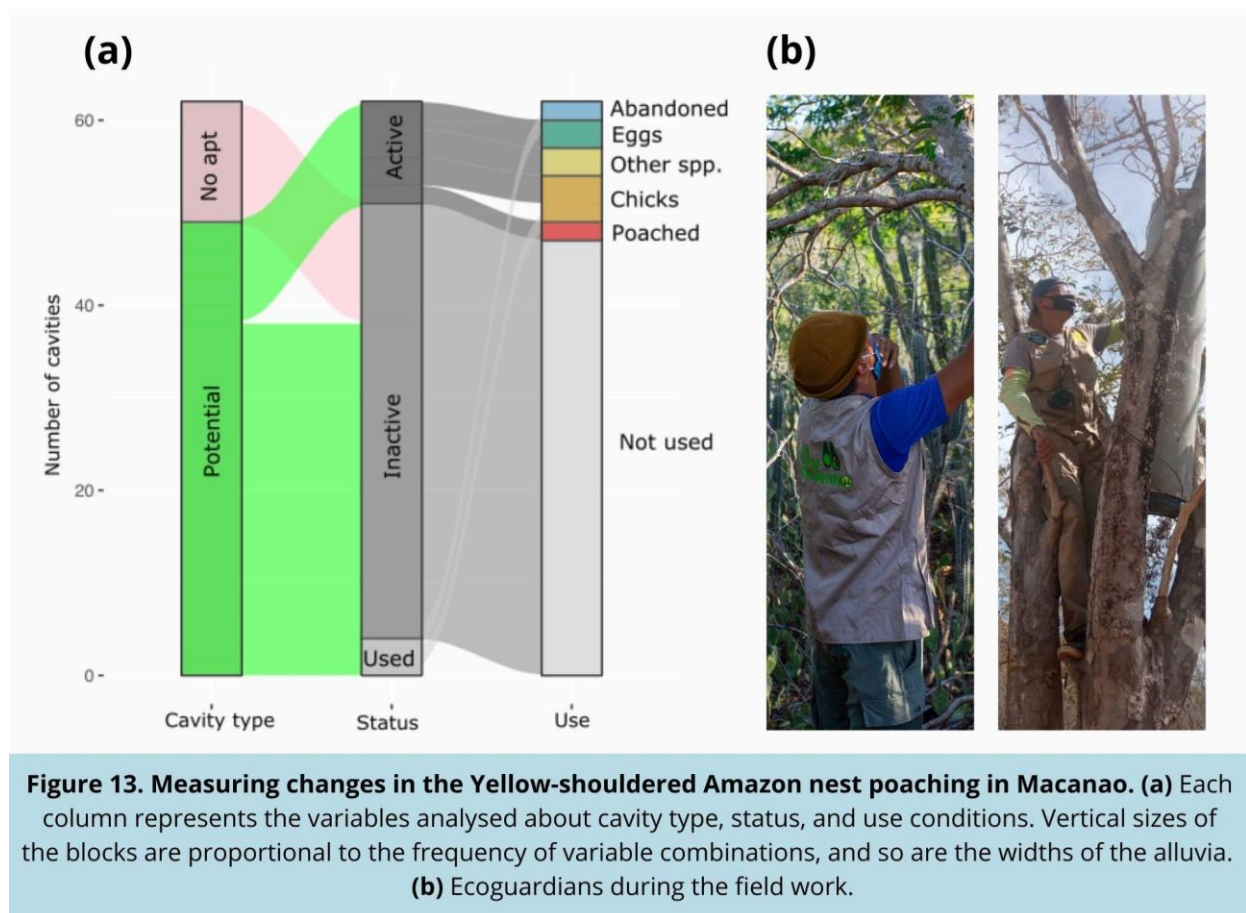 (a)
(b)
Number of cavities
60
40
20
0
No apt
Potential
Active
Inactive
Used
Abandoned
Eggs
Other spp.
Chicks
Poached
Not used
Cavity type
Status
Use
Figure 13. Measuring changes in the Yellow-shouldered Amazon nest poaching in Macanao. (a) Each
column represents the variables analysed about cavity type, status, and use conditions. Vertical sizes of
the blocks are proportional to the frequency of variable combinations, and so are the widths of the alluvia.
(b) Ecoguardians during the field work.